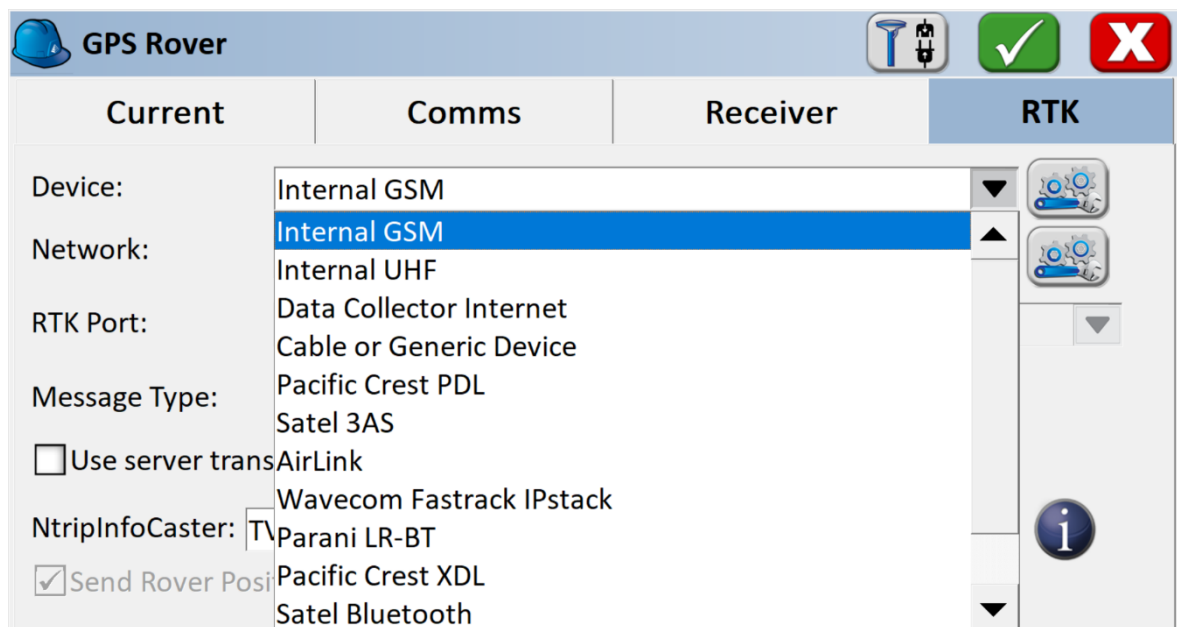 GPS Rover
Current Comms Receiver RTK
Device: Internal GSM
Internal GSM
Network:
Internal UHF
Data Collector Internet
RTK Port:
Cable or Generic Device
Pacific Crest PDL
Message Type:
Satel 3AS
Use server trans
AirLink
Wavecom Fastrack IPstack
NtripInfoCaster:
Parani LR-BT
Send Rover Posi
Pacific Crest XDL
Satel Bluetooth